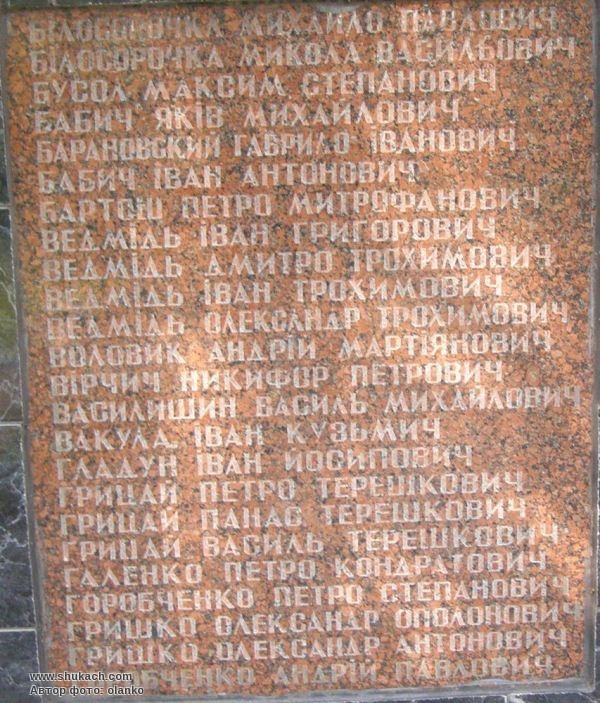 БІЛОСОРОЧКА МИХАЙЛО ПАВЛОВИЧ
БІЛОСОРОЧКА МИКОЛА ВАСИЛЬОВИЧ
БУСОЛ МАКСИМ СТЕПАНОВИЧ
БАБИЧ ЯКІВ МИХАЙЛОВИЧ
БАРАНОВСКИЙ ГАВРИЛО ІВАНОВИЧ
БАБИЧ ІВАН АНТОНОВИЧ
БАРТОШ ПЕТРО МИТРОФАНОВИЧ
ВЕДМІДЬ ІВАН ГРИГОРОВИЧ
ВЕДМІДЬ ДМИТРО ТРОХИМОВИЧ
ВЕДМІДЬ ІВАН ТРОХИМОВИЧ
ВЕДМІДЬ ОЛЕКСАНДР ТРОХИМОВИЧ
ВОЛОВИК АНДРІЙ МАРТІЯНОВИЧ
ВІРЧИЧ НИКИФОР ПЕТРОВИЧ
ВАСИЛИШИН ВАСИЛЬ МИХАЙЛОВИЧ
ВАКУЛА ІВАН КУЗЬМИЧ
ГЛАДУН ІВАН ЙОСИПОВИЧ
ГРИЦАЙ ПЕТРО ТЕРЕШКОВИЧ
ГРИЦАЙ ПАНАС ТЕРЕШКОВИЧ
ГРИЦАЙ ВАСИЛЬ ТЕРЕШКОВИЧ
ГАЛЕНКО ПЕТРО КОНДРАТОВИЧ
ГОРОБЧЕНКО ПЕТРО СТЕПАНОВИЧ
ГРИШКО ОЛЕКСАНДР ОПОЛОНОВИЧ
ГРИШКО ОЛЕКСАНДР АНТОНОВИЧ
АНДРІЙ ПАВЛОВИЧ
www.shukach.com
Автор фото: olanko